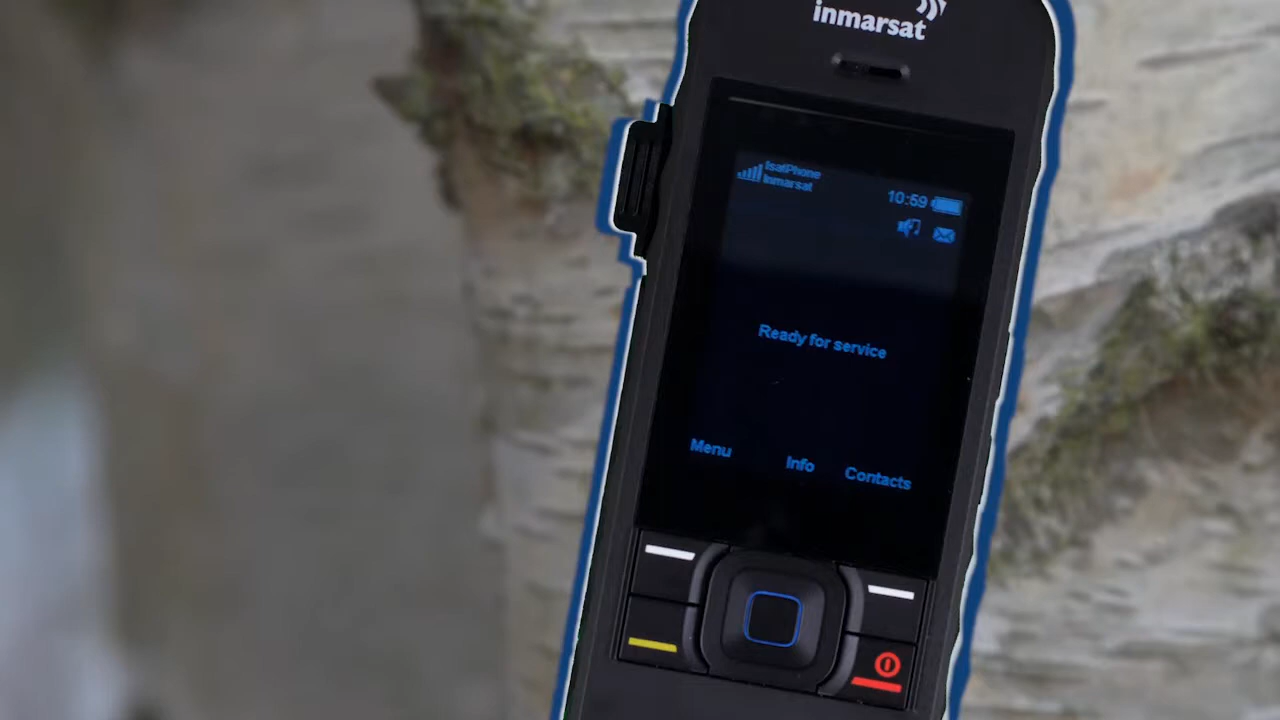 inmarsat
IsatPhone
Inmarsat
10:59
Ready for service
Menu
Info
Contacts